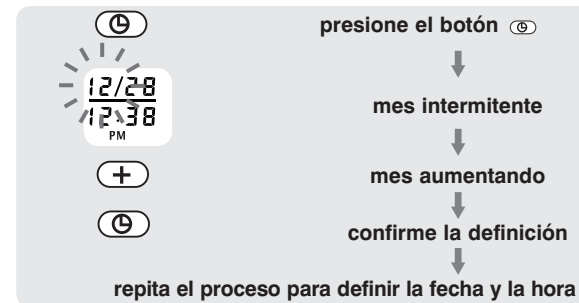 presione el botón
12/28
12:38
PM
mes intermitente
+
mes aumentando
confirme la definición
repita el proceso para definir la fecha y la hora